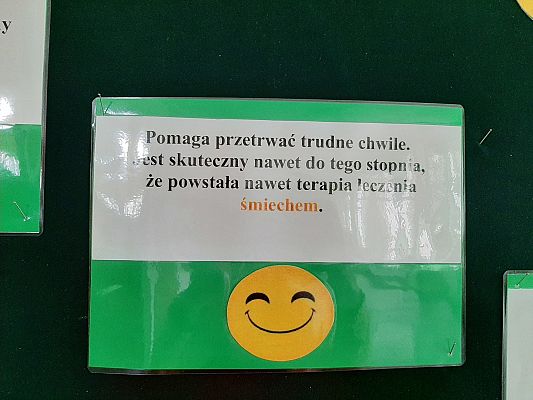 y
Pomaga przetrwać trudne chwile.
Jest skuteczny nawet do tego stopnia,
że powstała nawet terapia leczenia
śmiechem.